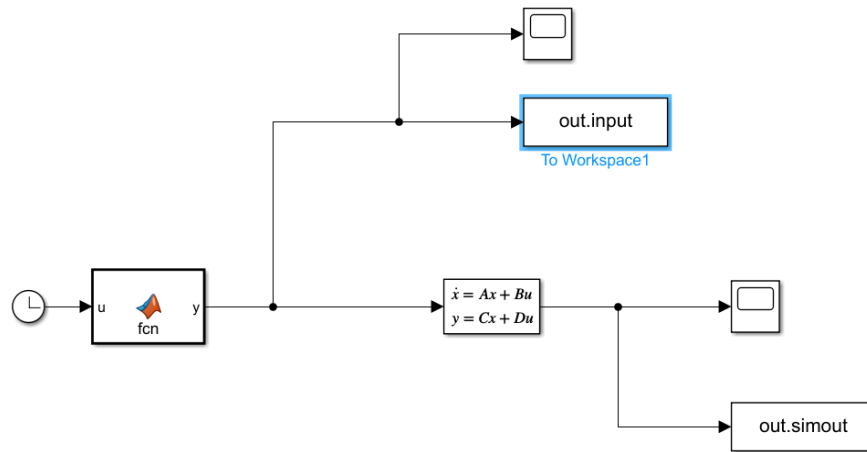 out.input
To Workspace1
u
y
fcn
ẋ = Ax + Bu
y = Cx + Du
out.simout